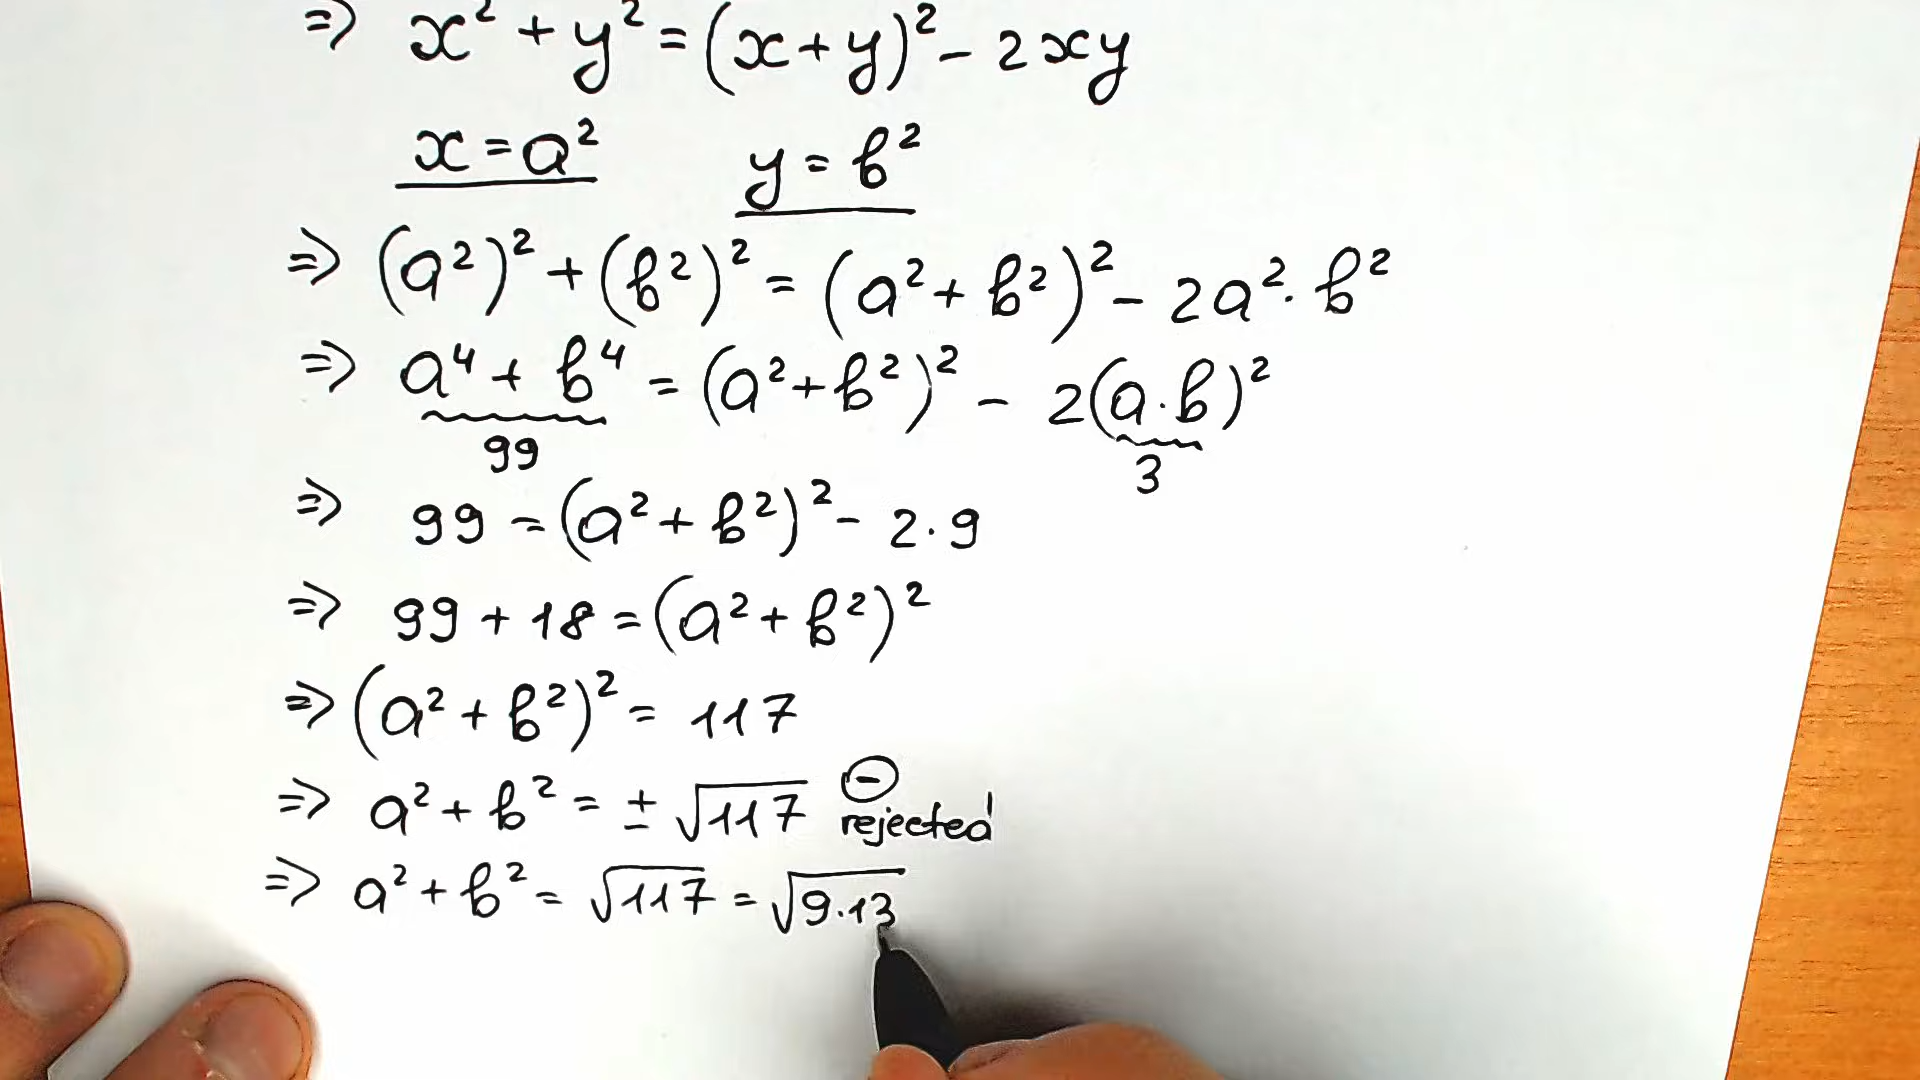 ⇒ x² + y² = (x + y)² - 2xy
x = a² y = b²
⇒ (a²)² + (b²)² = (a² + b²)² - 2a² · b²
⇒ a⁴ + b⁴ = (a² + b²)² - 2(a · b)²
99 3
⇒ 99 = (a² + b²)² - 2 · 9
⇒ 99 + 18 = (a² + b²)²
⇒ (a² + b²)² = 117
⇒ a² + b² = ± √117 ⊖ rejected
⇒ a² + b² = √117 = √9·13